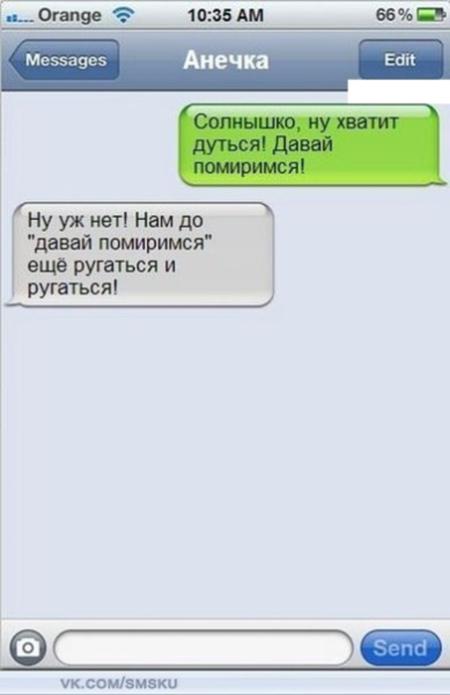 Orange 10:35 AM 66%
Messages Анечка Edit
Солнышко, ну хватит
дуться! Давай
помиримся!
Ну уж нет! Нам до
"давай помиримся"
ещё ругаться и
ругаться!
Send
VK.COM/SMSKU